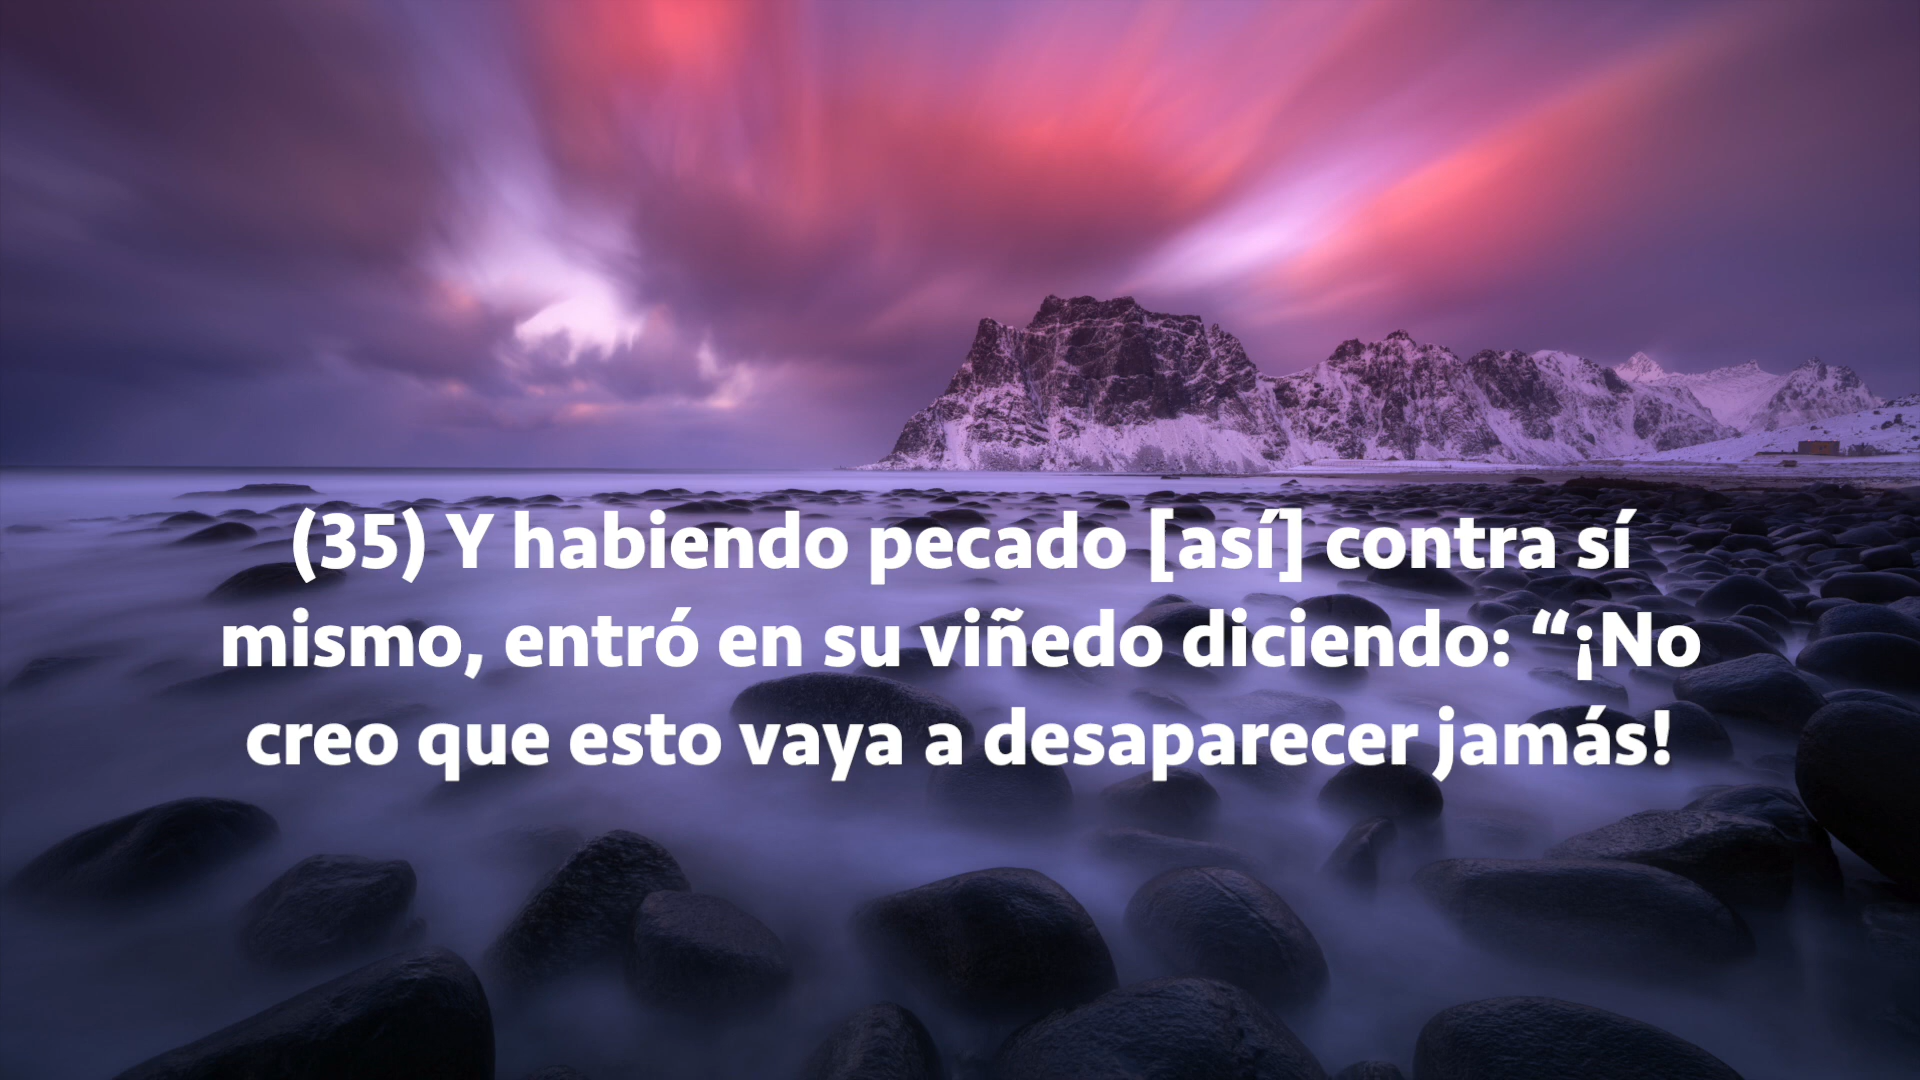 (35) Y habiendo pecado [así] contra sí
mismo, entró en su viñedo diciendo: “¡No
creo que esto vaya a desaparecer jamás!